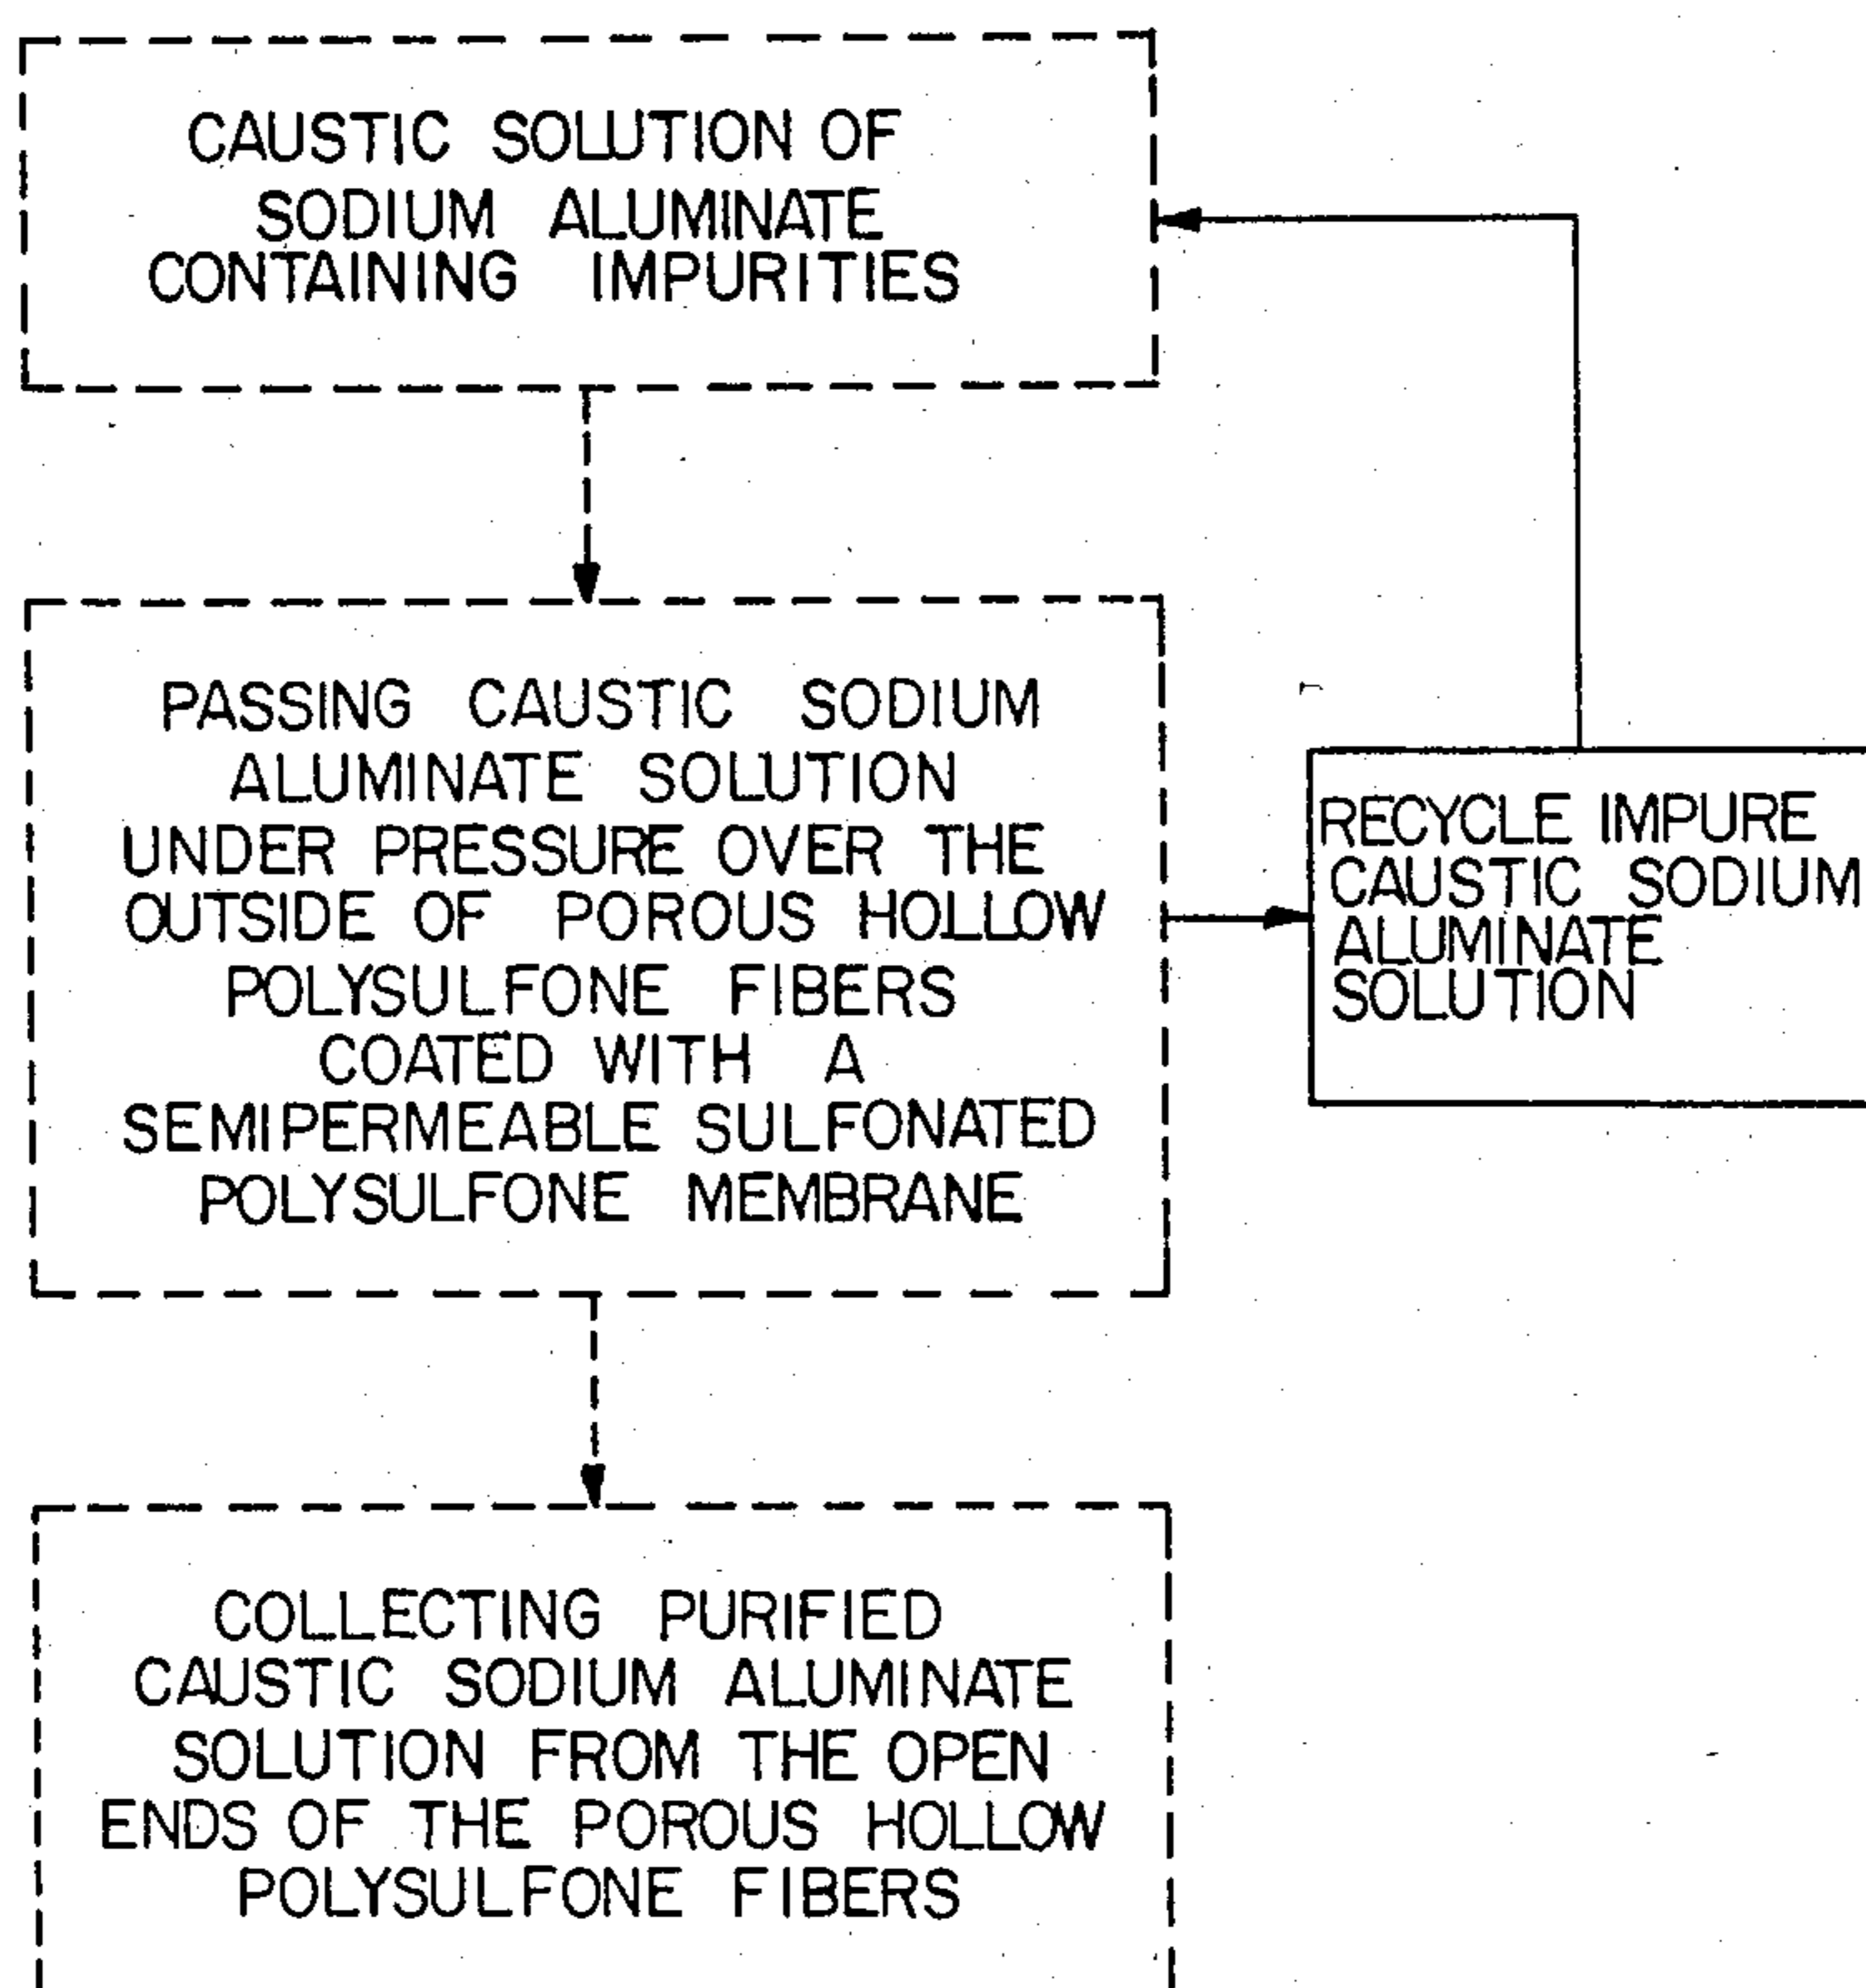 CAUSTIC SOLUTION OF
SODIUM ALUMINATE
CONTAINING IMPURITIES
PASSING CAUSTIC SODIUM
ALUMINATE SOLUTION
UNDER PRESSURE OVER THE
OUTSIDE OF POROUS HOLLOW
POLYSULFONE FIBERS
COATED WITH A
SEMIPERMEABLE SULFONATED
POLYSULFONE MEMBRANE
RECYCLE IMPURE
CAUSTIC SODIUM
ALUMINATE
SOLUTION
COLLECTING PURIFIED
CAUSTIC SODIUM ALUMINATE
SOLUTION FROM THE OPEN
ENDS OF THE POROUS HOLLOW
POLYSULFONE FIBERS